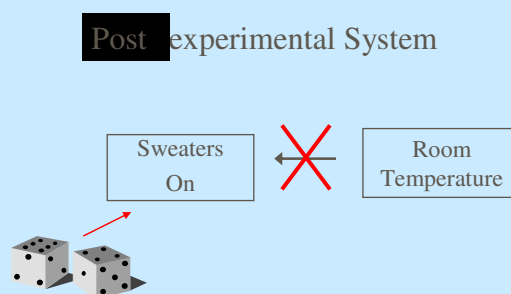 Post experimental System
Sweaters
On
Room
Temperature